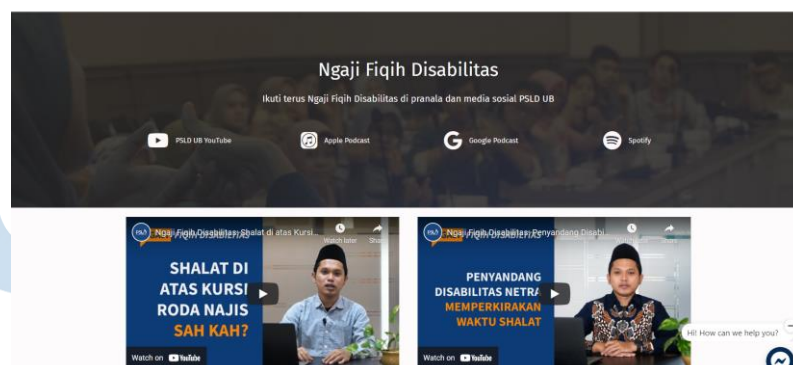 Ngaji Fiqih Disabilitas
Ikuti terus Ngaji Fiqih Disabilitas di pranala dan media sosial PSLD UB
PSLD UB YouTube
Apple Podcast
Google Podcast
Spotify
Ngaji Fiqih Disabilitas: Shalat di atas Kursi...
Watch later
Share
SHALAT DI
ATAS KURSI
RODA NAJIS
SAH KAH?
Watch on YouTube
Ngaji Fiqih Disabilitas: Penyandang Disabi...
Share
PENYANDANG
DISABILITAS NETRA
MEMPERKIRAKAN
WAKTU SHALAT
Watch on YouTube
Hi! How can we help you?